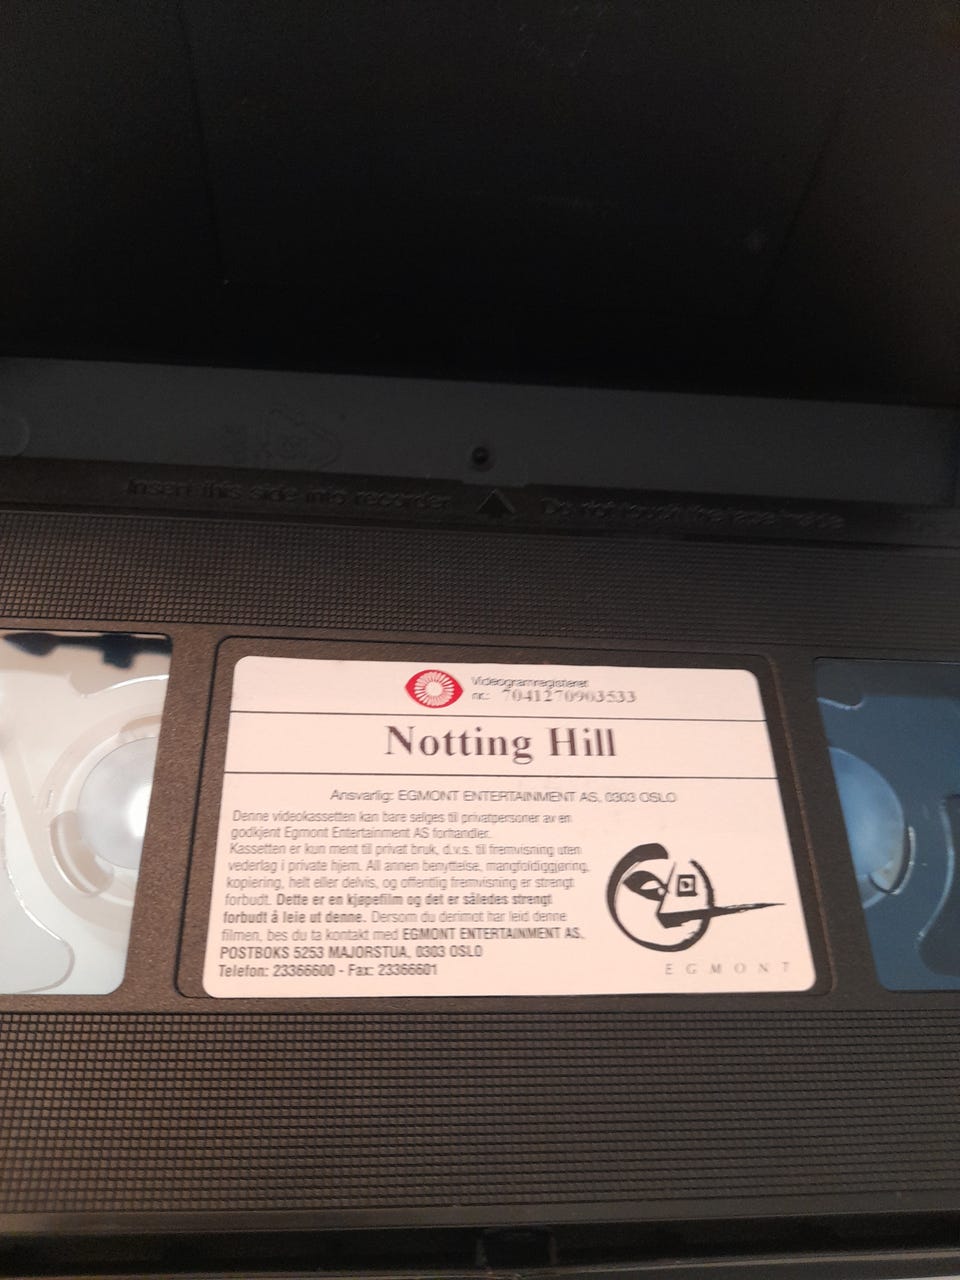 Insert this side into recorder Do not touch the tape inside
Videogramregisteret
nr.: 7041270903533
Notting Hill
Ansvarlig: EGMONT ENTERTAINMENT AS, 0303 OSLO
Denne videokassetten kan bare selges til privatpersoner av en
godkjent Egmont Entertainment AS forhandler.
Kassetten er kun ment til privat bruk, d.v.s. til fremvisning uten
vederlag i private hjem. All annen benyttelse, mangfoldiggjøring,
kopiering, helt eller delvis, og offentlig fremvisning er strengt
forbudt. Dette er en kjøpefilm og det er således strengt
forbudt å leie ut denne. Dersom du derimot har leid denne
filmen, bes du ta kontakt med EGMONT ENTERTAINMENT AS,
POSTBOKS 5253 MAJORSTUA, 0303 OSLO
Telefon: 23366600 - Fax: 23366601
EGMONT